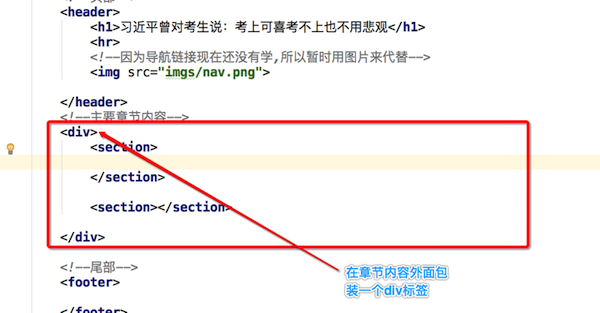 <header>
<h1>习近平曾对考生说：考上可喜考不上也不用悲观</h1>
<hr>
<!--因为导航链接现在还没有学,所以暂时用图片来代替-->
<img src="imgs/nav.png">
</header>
<!--主要章节内容-->
<div>
<section>
</section>
<section></section>
</div>
在章节内容外面包
装一个div标签
<!--尾部-->
<footer>
</footer>